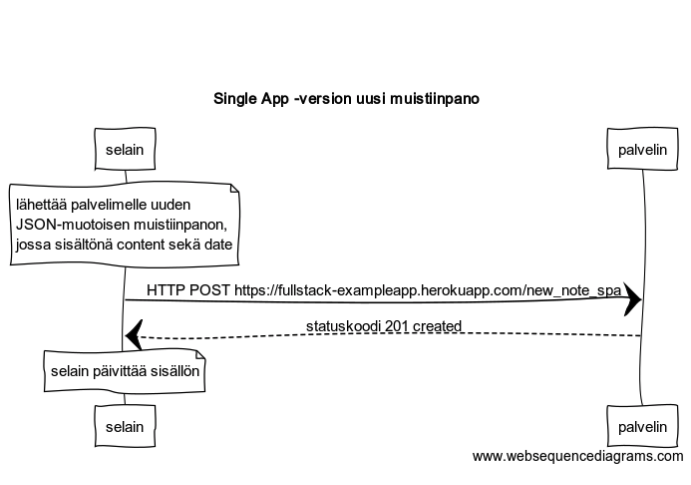 Single App -version uusi muistiinpano
selain
palvelin
lähettää palvelimelle uuden
JSON-muotoisen muistiinpanon,
jossa sisältönä content sekä date
HTTP POST https://fullstack-exampleapp.herokuapp.com/new_note_spa
statuskoodi 201 created
selain päivittää sisällön
selain
palvelin
www.websequencediagrams.com